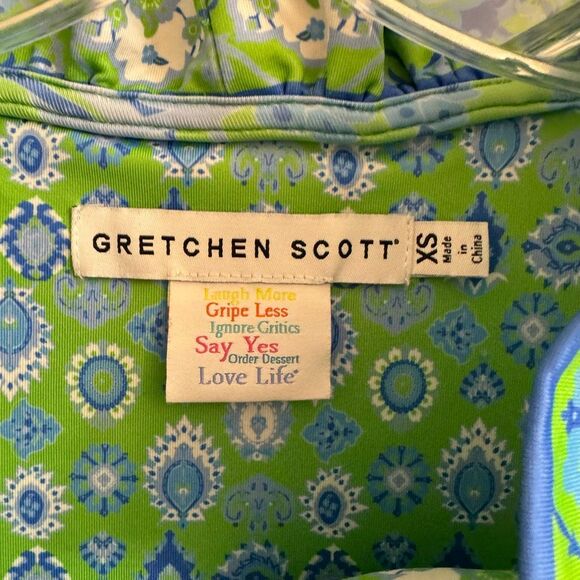 GRETCHEN SCOTT®
XS
Made
in
China
Laugh More
Gripe Less
Ignore Critics
Say Yes
Order Dessert
Love Life®